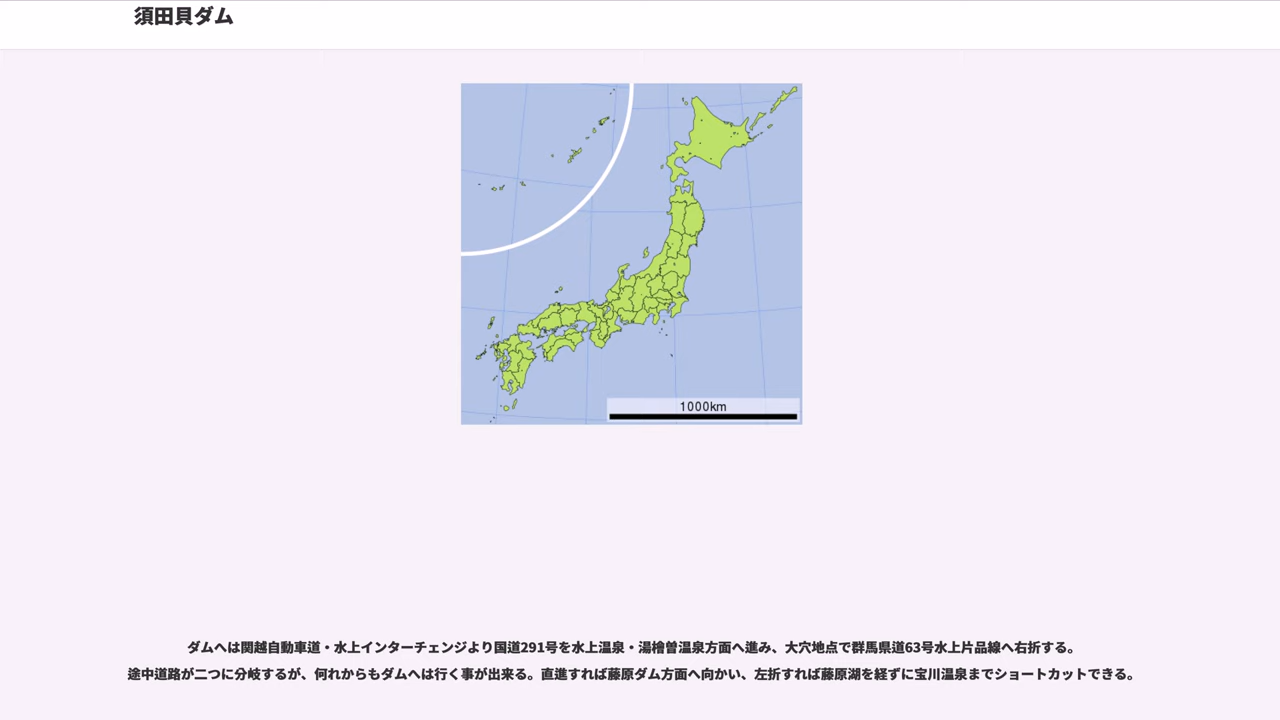 須田貝ダム
1000km
ダムへは関越自動車道・水上インターチェンジより国道291号を水上温泉・湯檜曽温泉方面へ進み、大穴地点で群馬県道63号水上片品線へ右折する。
途中道路が二つに分岐するが、何れからもダムへは行く事が出来る。直進すれば藤原ダム方面へ向かい、左折すれば藤原湖を経ずに宝川温泉までショートカットできる。